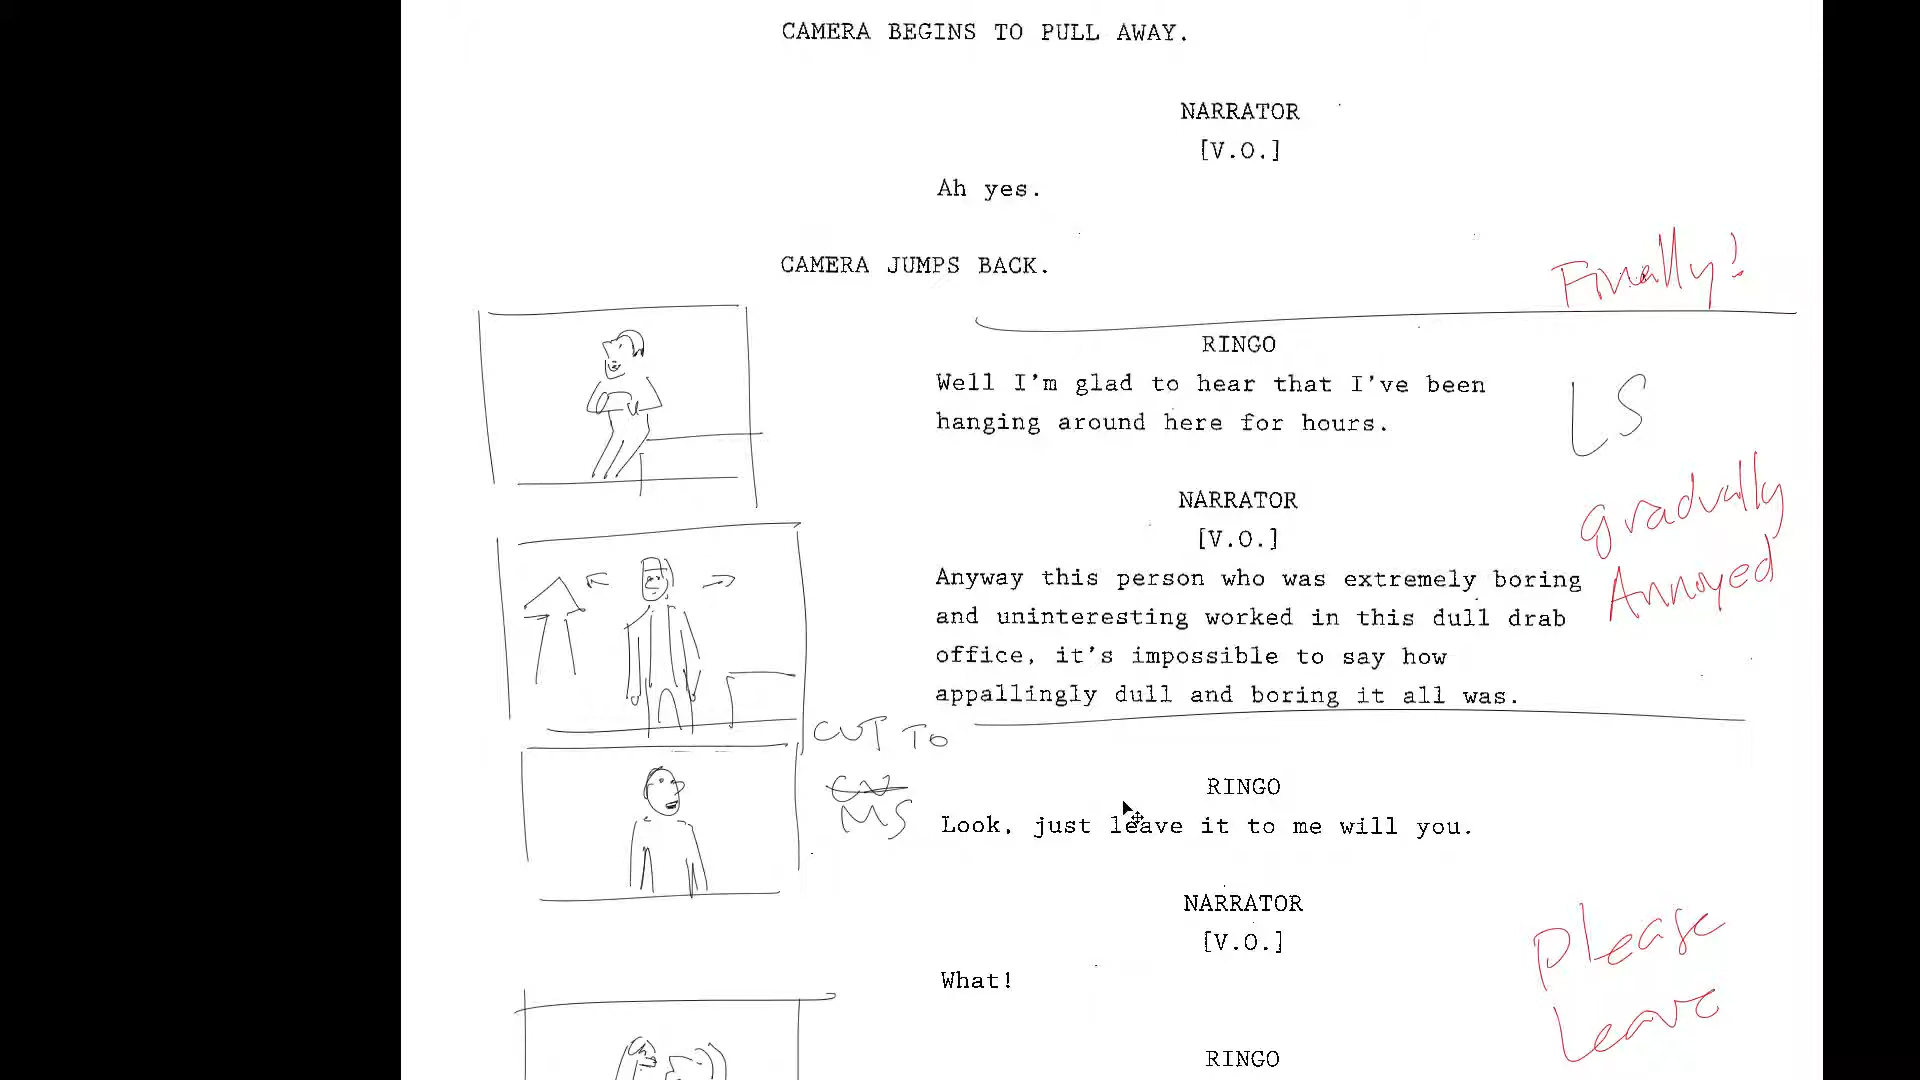 CAMERA BEGINS TO PULL AWAY.
NARRATOR
[V.O.]
Ah yes.
CAMERA JUMPS BACK.
Finally!
RINGO
Well I'm glad to hear that I've been
hanging around here for hours.
LS
NARRATOR
[V.O.]
gradually
Annoyed
Anyway this person who was extremely boring
and uninteresting worked in this dull drab
office, it's impossible to say how
appallingly dull and boring it all was.
CUT TO
MS
RINGO
Look, just leave it to me will you.
NARRATOR
[V.O.]
What!
Please
Leave
RINGO